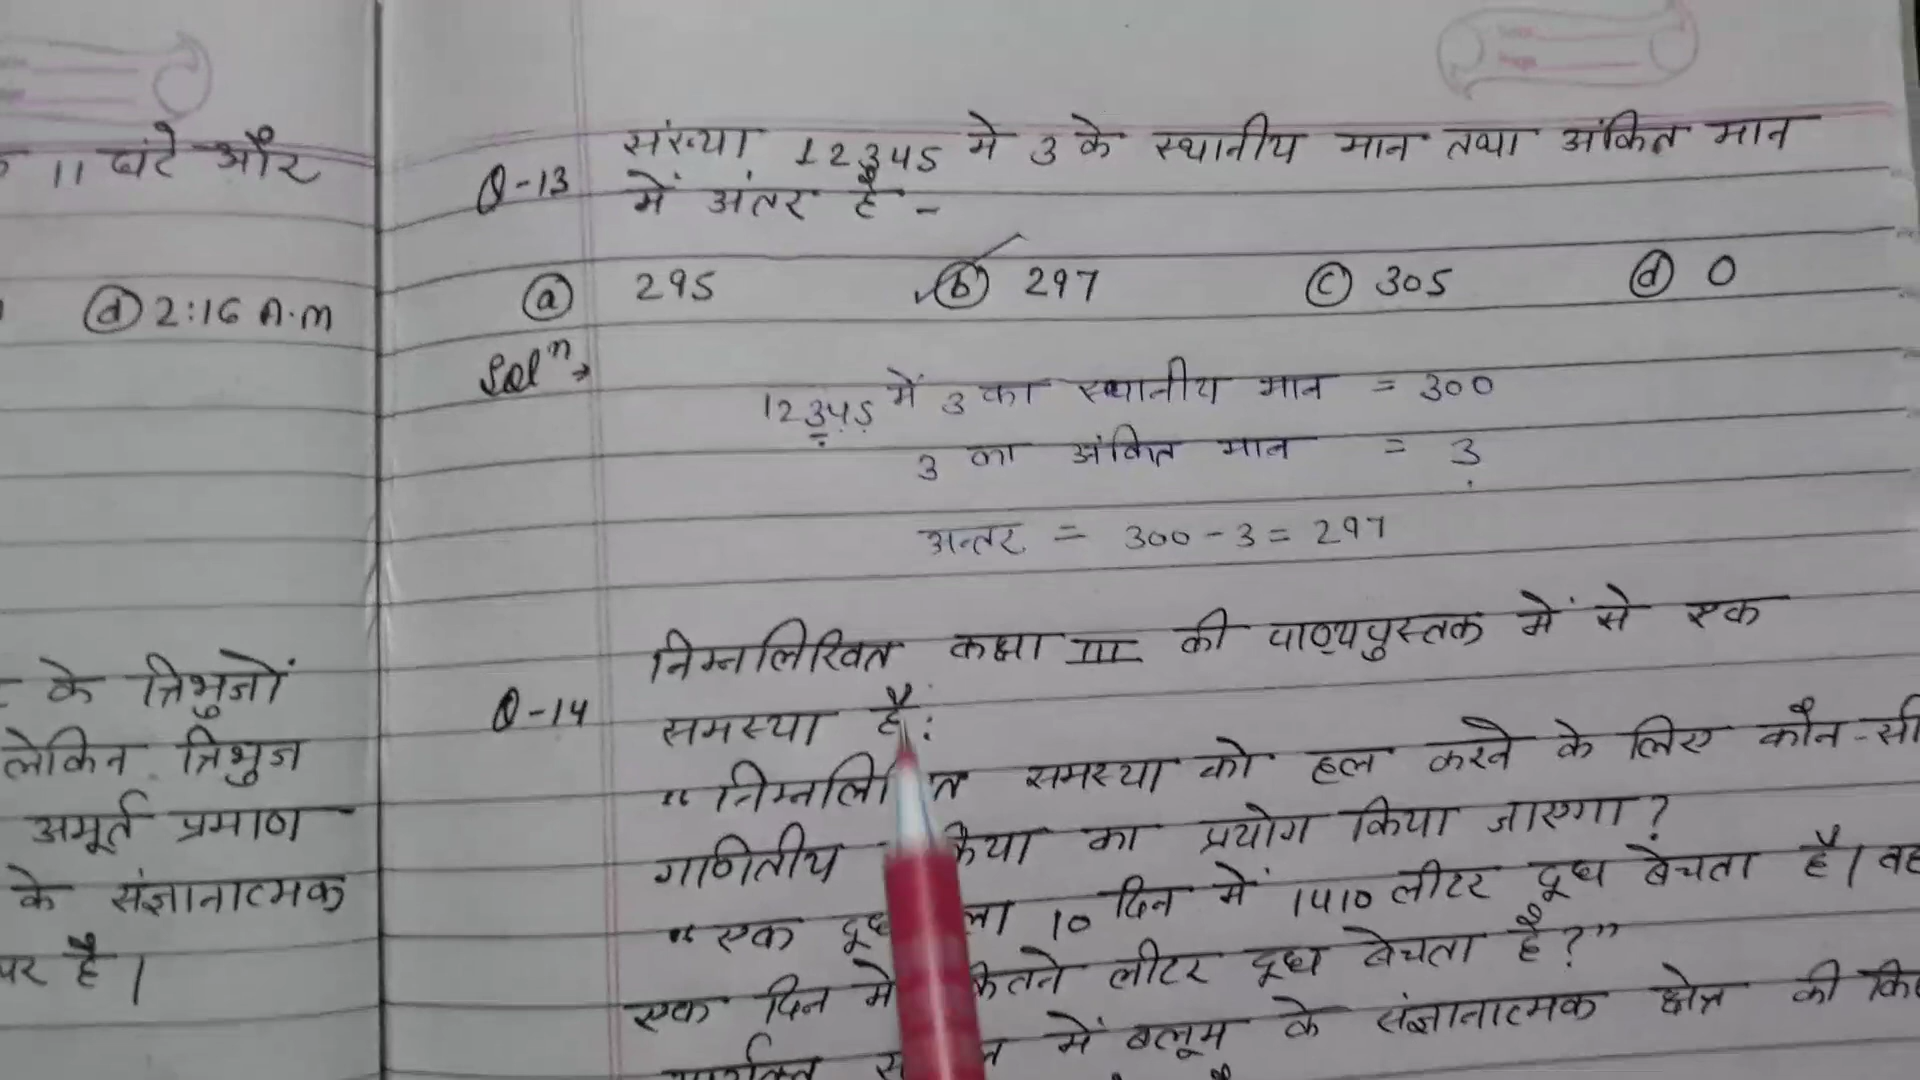 11 घंटे और
d 2:16 A.m
के त्रिभुजों
लेकिन त्रिभुज
अमूर्त प्रमाण
के संज्ञानात्मक
पर है।
Q-13 संख्या 12345 मे 3 के स्थानीय मान तथा अंकित मान
में अंतर है -
a 295 b 297 c 305 d 0
Solⁿ→
12345 में 3 का स्थानीय मान = 300
3 का अंकित मान = 3
अन्तर = 300 - 3 = 297
Q-14 निम्नलिखित कक्षा III की पाठ्यपुस्तक में से एक
समस्या है:
"निम्नलि त समस्या को हल करने के लिए कौन-सी
गणितीय का प्रयोग किया जाएगा?
"एक 10 दिन में 1410 लीटर दूध बेचता है। वह
एक दिन मे लीटर दूध बेचता है?"
में बलूम के संज्ञानात्मक क्षेत्र की